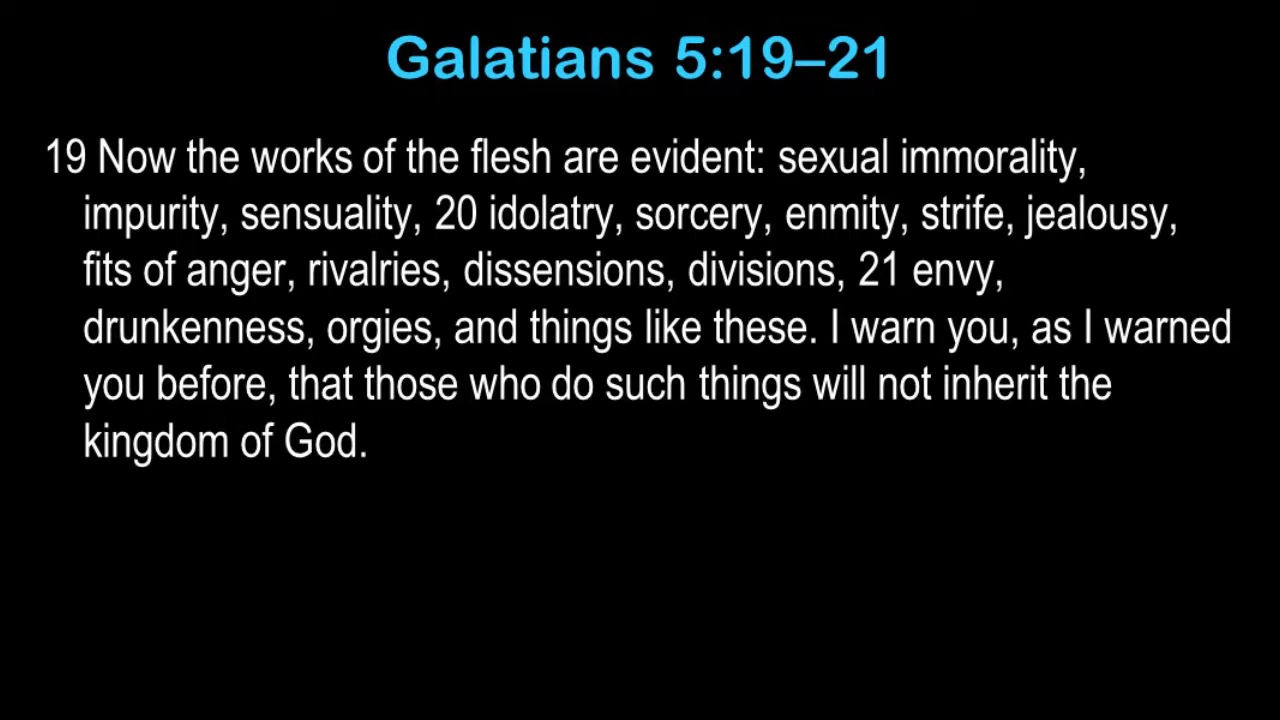 Galatians 5:19–21
19 Now the works of the flesh are evident: sexual immorality,
impurity, sensuality, 20 idolatry, sorcery, enmity, strife, jealousy,
fits of anger, rivalries, dissensions, divisions, 21 envy,
drunkenness, orgies, and things like these. I warn you, as I warned
you before, that those who do such things will not inherit the
kingdom of God.